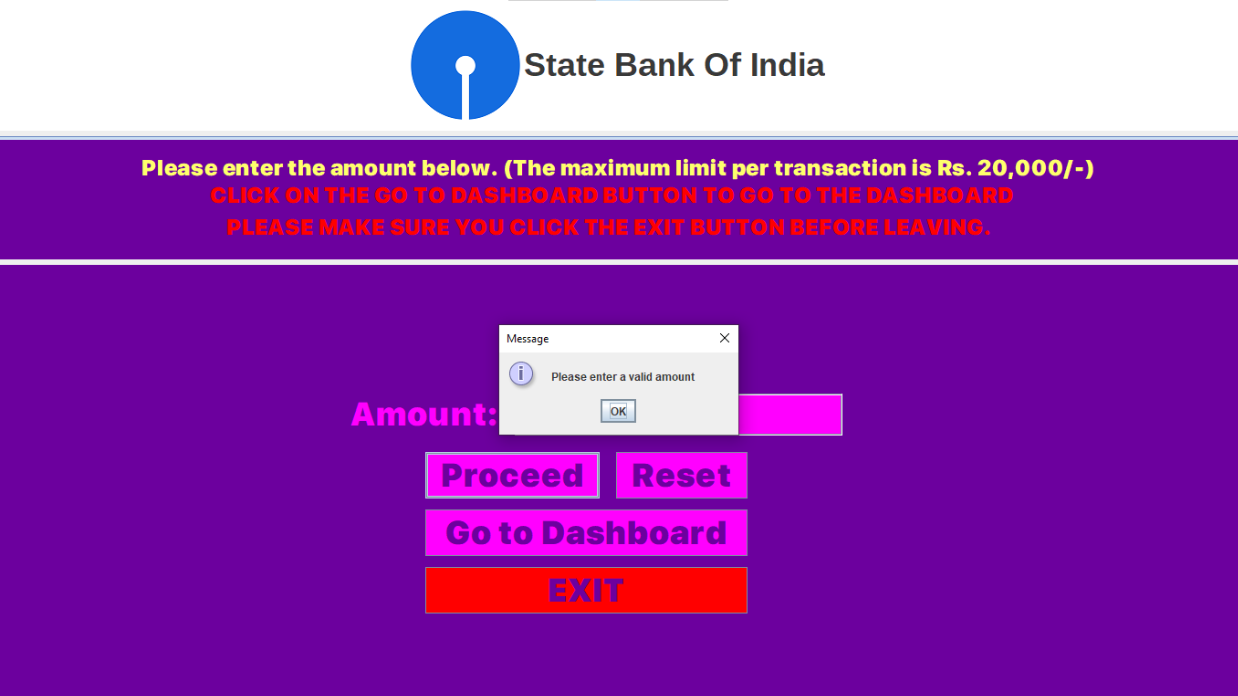 State Bank Of India
Please enter the amount below. (The maximum limit per transaction is Rs. 20,000/-)
CLICK ON THE GO TO DASHBOARD BUTTON TO GO TO THE DASHBOARD
PLEASE MAKE SURE YOU CLICK THE EXIT BUTTON BEFORE LEAVING.
Message
Please enter a valid amount
OK
Amount:
Proceed Reset
Go to Dashboard
EXIT